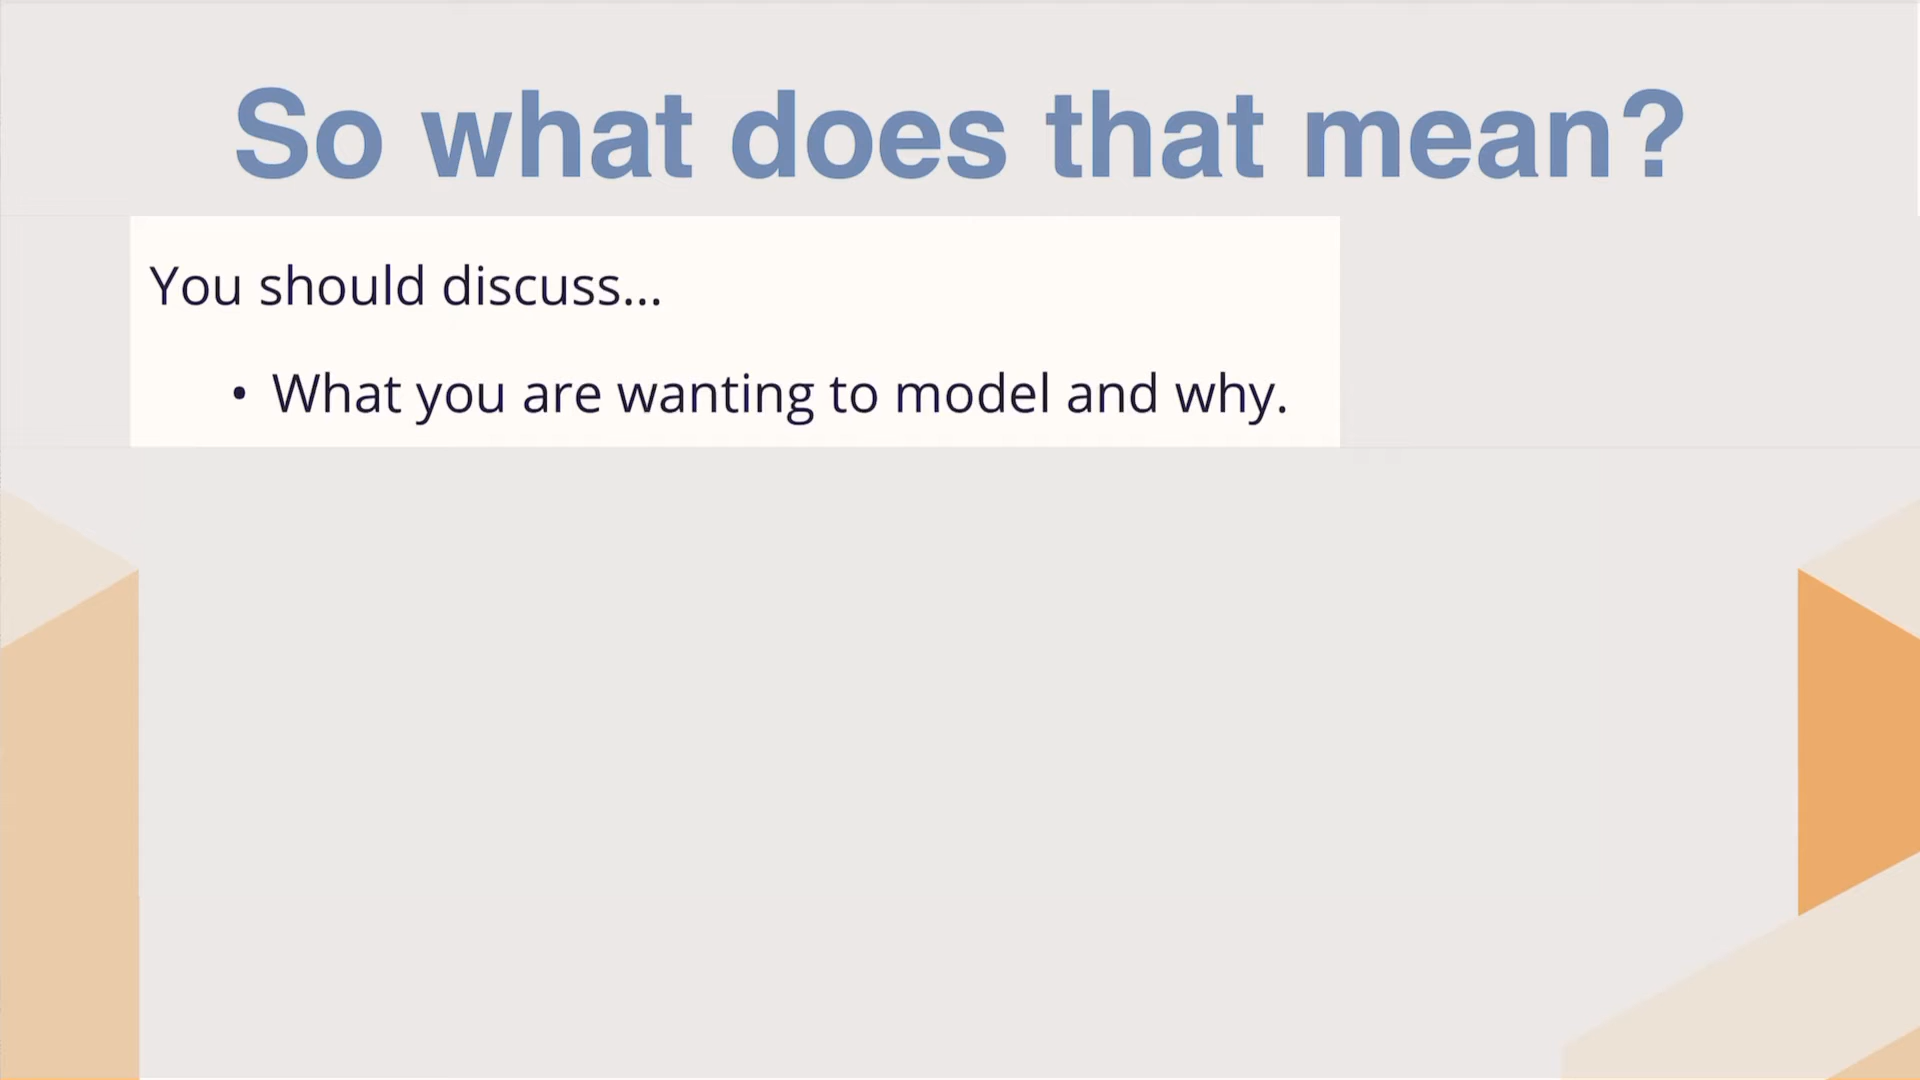 So what does that mean?
You should discuss...
• What you are wanting to model and why.